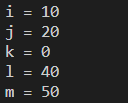 i = 10
j = 20
k = 0
l = 40
m = 50